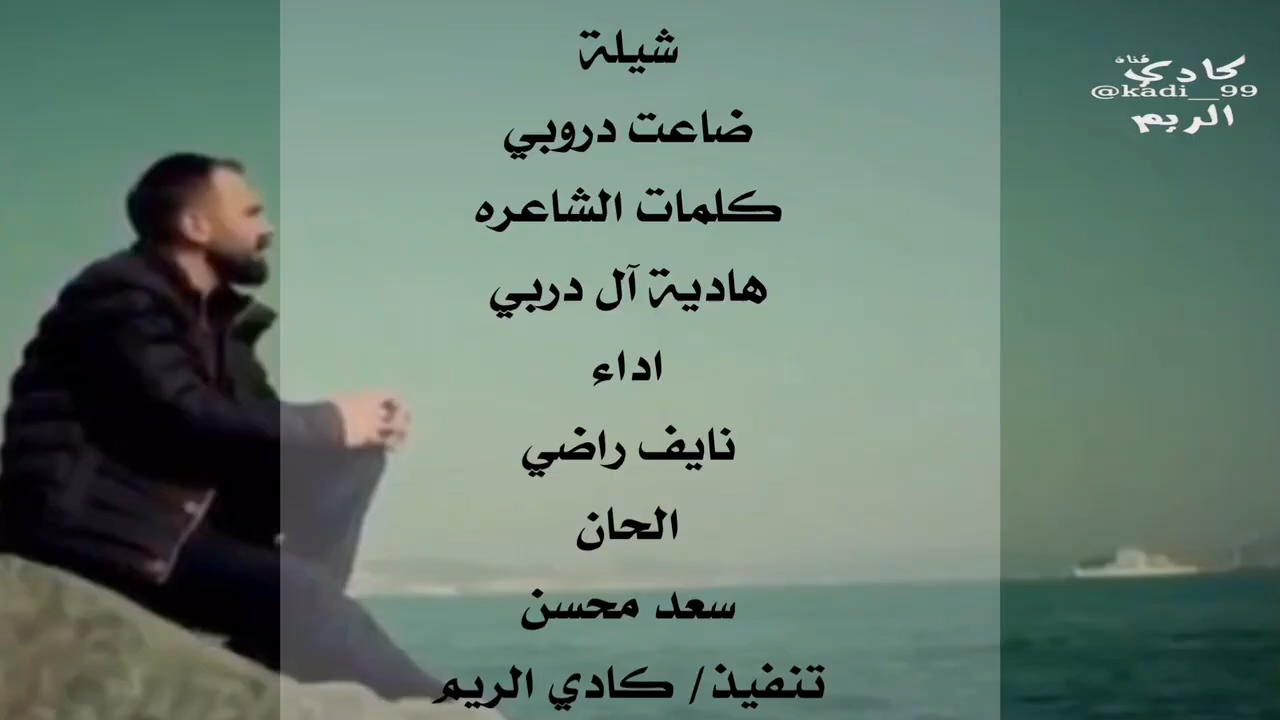 شيلة
ضاعت دروبي
كلمات الشاعره
هادية آل دربي
اداء
نايف راضي
الحان
سعد محسن
تنفيذ/ كادي الريم
قناة
كادي
@kadi__99
الريم